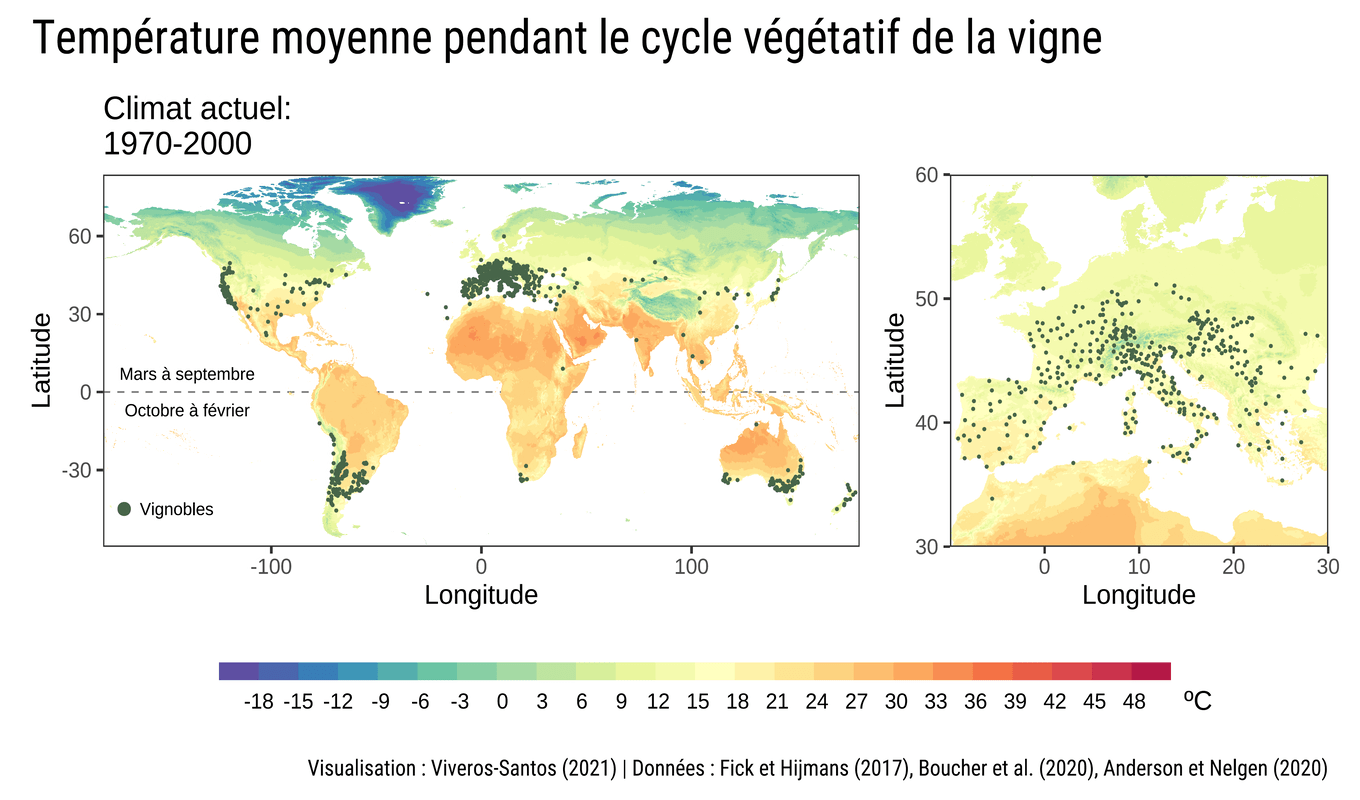 Température moyenne pendant le cycle végétatif de la vigne
Climat actuel:
1970-2000
Latitude
60
30
0
-30
Mars à septembre
Octobre à février
Vignobles
-100
0
100
Longitude
Latitude
60
50
40
30
0
10
20
30
Longitude
-18 -15 -12 -9 -6 -3 0 3 6 9 12 15 18 21 24 27 30 33 36 39 42 45 48 ºC
Visualisation : Viveros-Santos (2021) | Données : Fick et Hijmans (2017), Boucher et al. (2020), Anderson et Nelgen (2020)